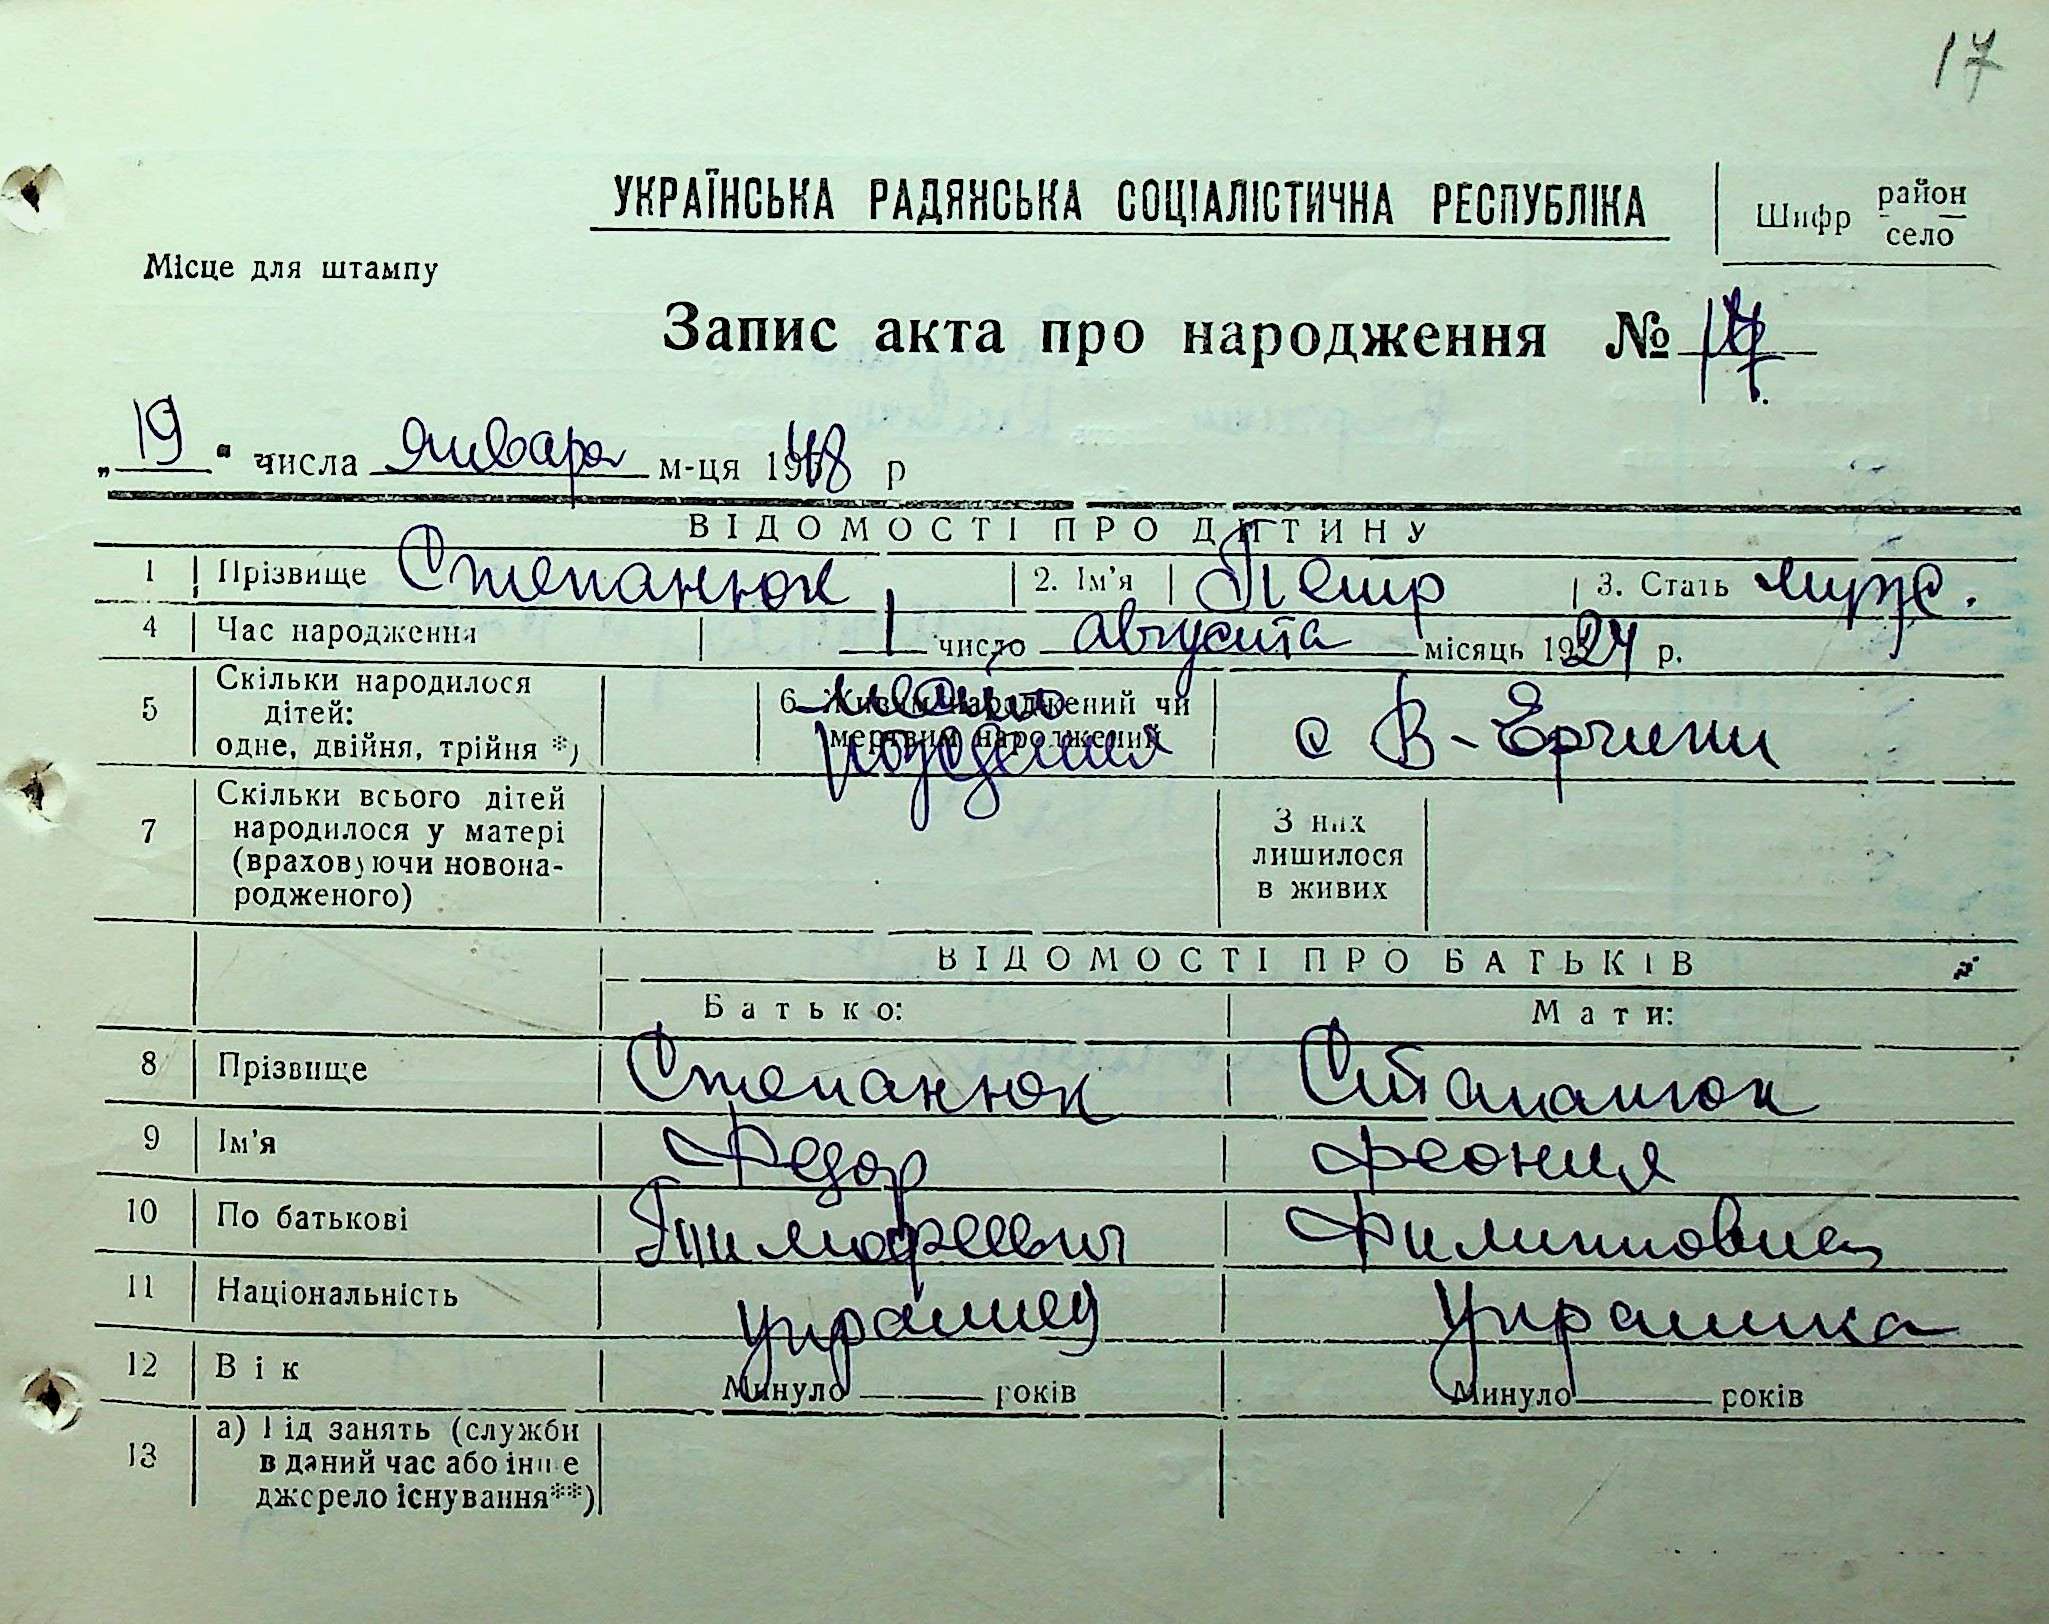 17
УКРАЇНСЬКА РАДЯНСЬКА СОЦІАЛІСТИЧНА РЕСПУБЛІКА
Шифр район село
Місце для штампу
Запис акта про народження № 17
„19“ числа января м-ця 1948 р
ВІДОМОСТІ ПРО ДИТИНУ
1 Прізвище Степанюк 2. Ім'я Петр 3. Стать муж.
4 Час народження 1 число августа місяць 1924 р.
5 Скільки народилося дітей: одне, двійня, трійня *) 6. Живим народжений чи мертвим народжений место рождения с В-Ерчики
7 Скільки всього дітей народилося у матері (враховуючи новонародженого) З них лишилося в живих
ВІДОМОСТІ ПРО БАТЬКІВ
Батько: Мати:
8 Прізвище Степанюк Степанюк
9 Ім'я Федор Феония
10 По батькові Тимофеевич Филипповна
11 Національність украинец украинка
12 Вік Минуло років Минуло років
13 а) Рід занять (служби
в даний час або інше
джерело існування**)